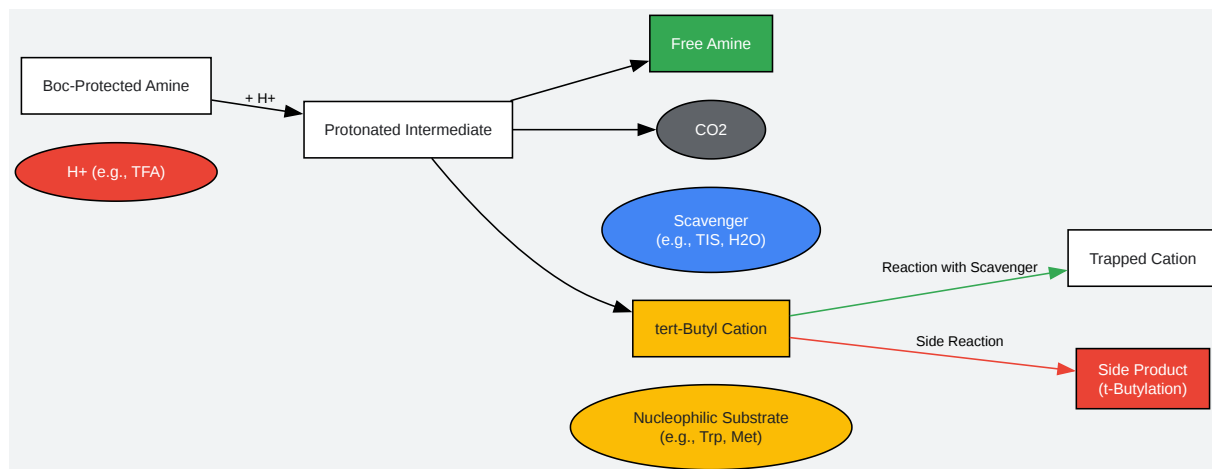 Free Amine
Boc-Protected Amine
+ H+
Protonated Intermediate
CO2
H+ (e.g., TFA)
Scavenger
(e.g., TIS, H2O)
Reaction with Scavenger
Trapped Cation
tert-Butyl Cation
Side Reaction
Side Product
(t-Butylation)
Nucleophilic Substrate
(e.g., Trp, Met)